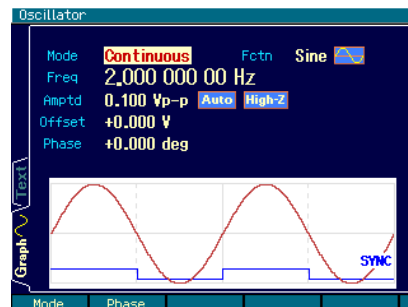 Oscillator
Mode Continuous Fctn Sine
Freq 2.000 000 00 Hz
Amptd 0.100 Vp-p Auto High-Z
Offset +0.000 V
Phase +0.000 deg
Text
Graph
SYNC
Mode Phase